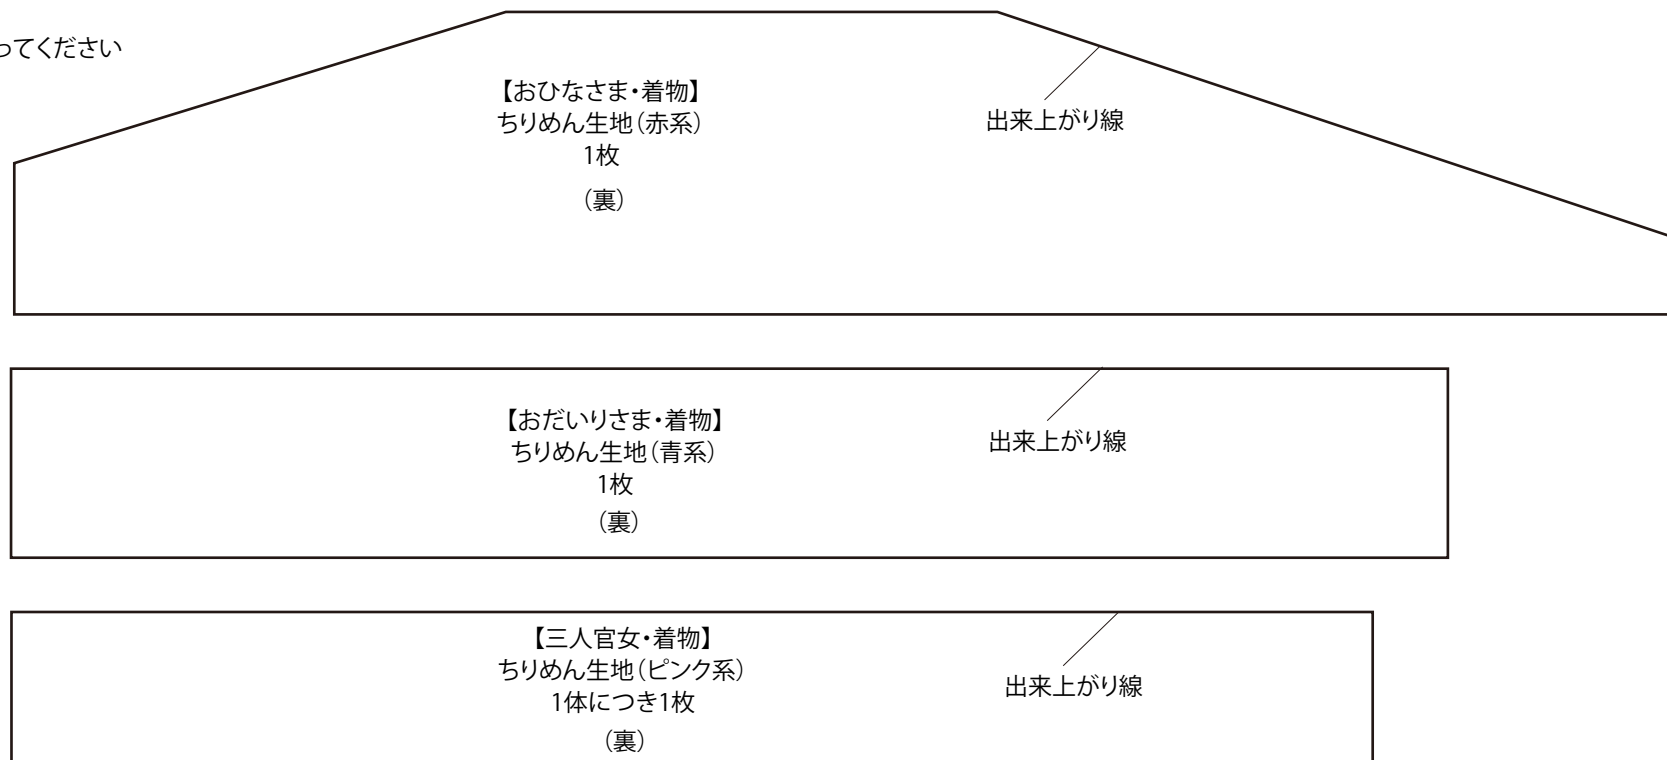 ってください
【おひなさま・着物】
ちりめん生地（赤系）
1枚
（裏）
出来上がり線
【おだいりさま・着物】
ちりめん生地（青系）
1枚
（裏）
出来上がり線
【三人官女・着物】
ちりめん生地（ピンク系）
1体につき1枚
（裏）
出来上がり線